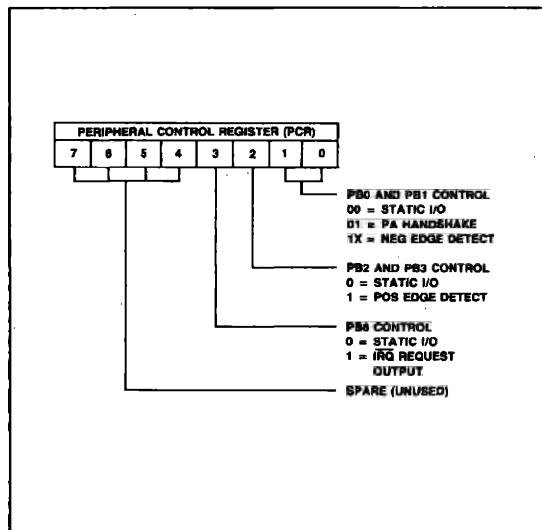 PERIPHERAL CONTROL REGISTER (PCR)
7 6 5 4 3 2 1 0
PB0 AND PB1 CONTROL
00 = STATIC I/O
01 = PA HANDSHAKE
1X = NEG EDGE DETECT
PB2 AND PB3 CONTROL
0 = STATIC I/O
1 = POS EDGE DETECT
PB6 CONTROL
0 = STATIC I/O
1 = IRQ REQUEST
OUTPUT
SPARE (UNUSED)